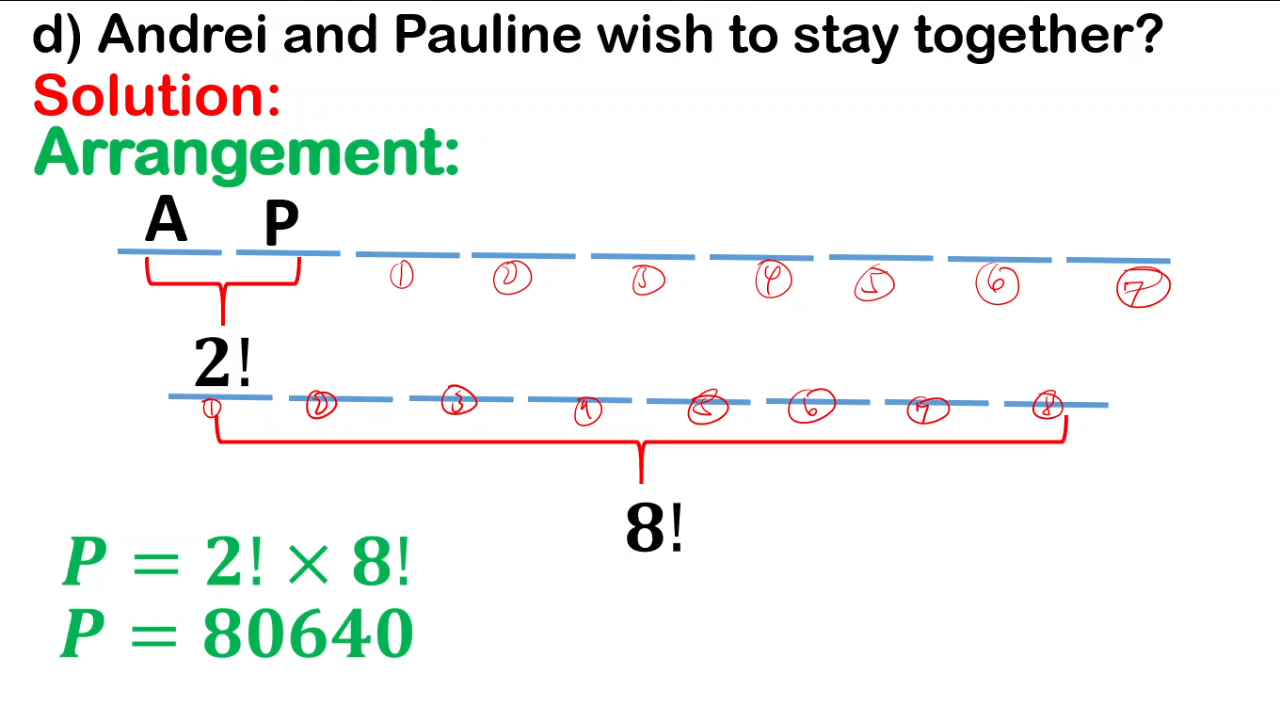 d) Andrei and Pauline wish to stay together?
Solution:
Arrangement:
A P
① ② ③ ④ ⑤ ⑥ ⑦
2!
① ② ③ ④ ⑤ ⑥ ⑦ ⑧
8!
P = 2! × 8!
P = 80640